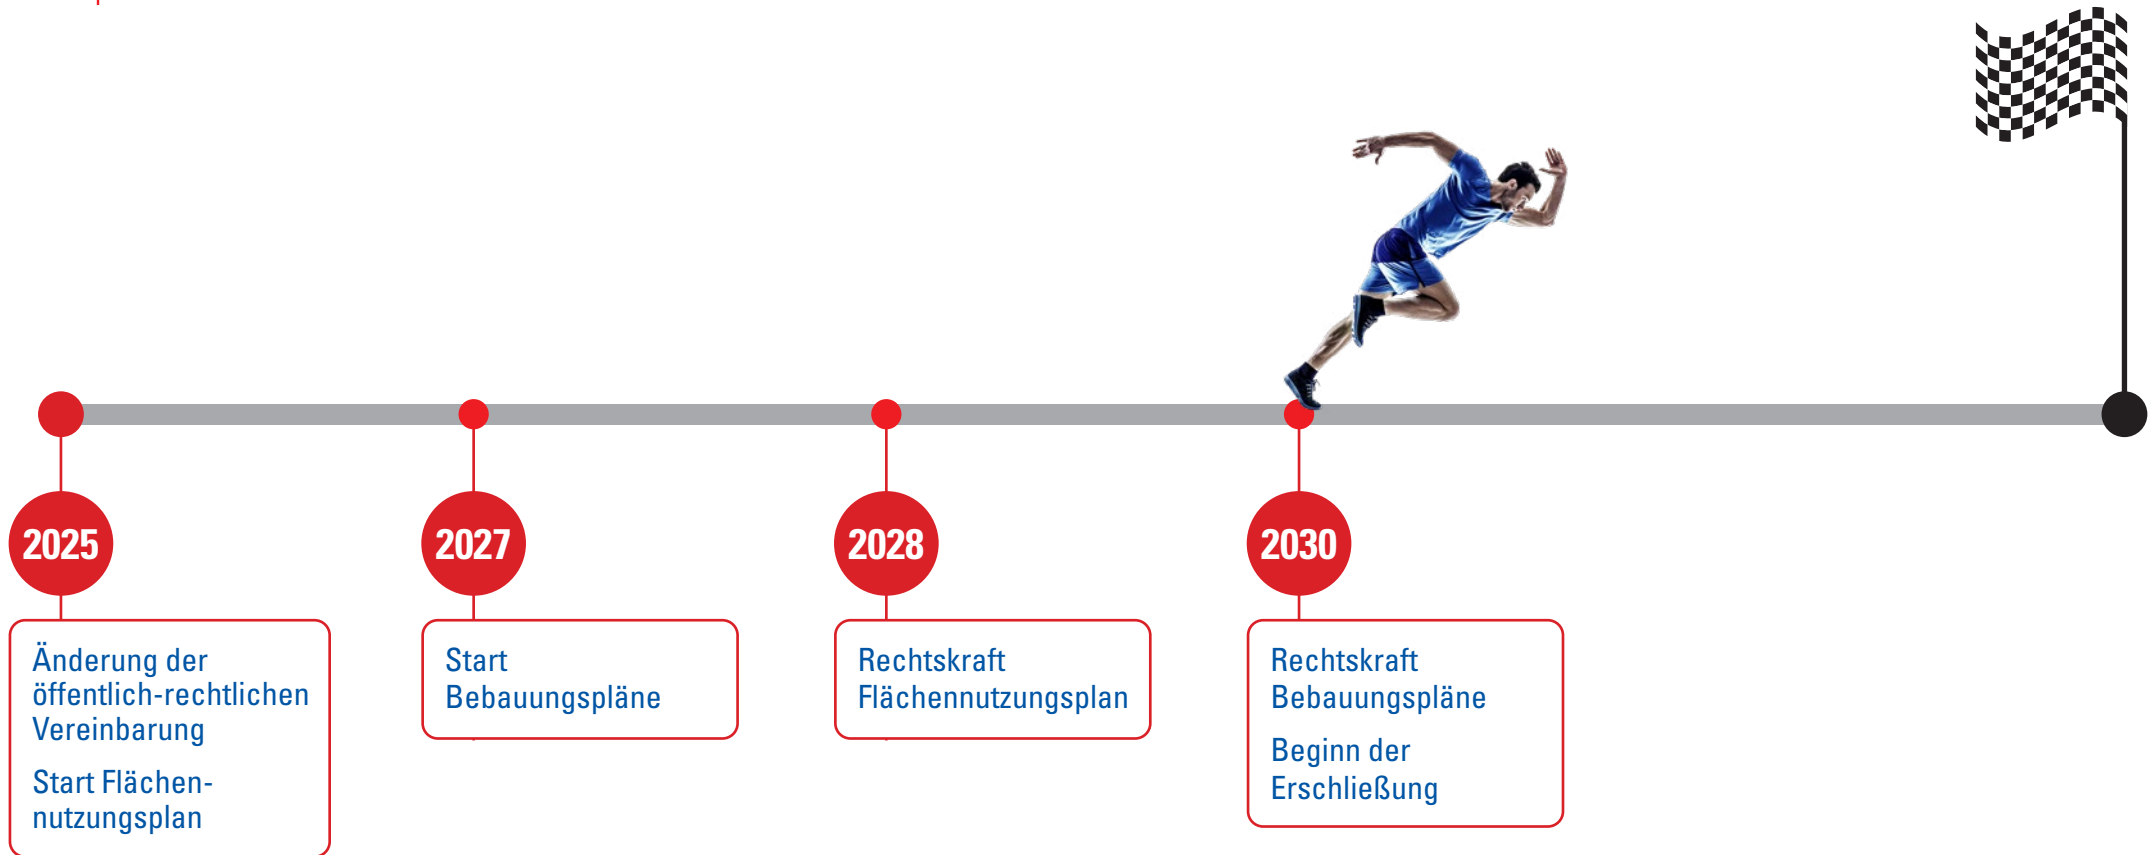 2025
Änderung der
öffentlich-rechtlichen
Vereinbarung
Start Flächen-
nutzungsplan
2027
Start
Bebauungspläne
2028
Rechtskraft
Flächennutzungsplan
2030
Rechtskraft
Bebauungspläne
Beginn der
Erschließung